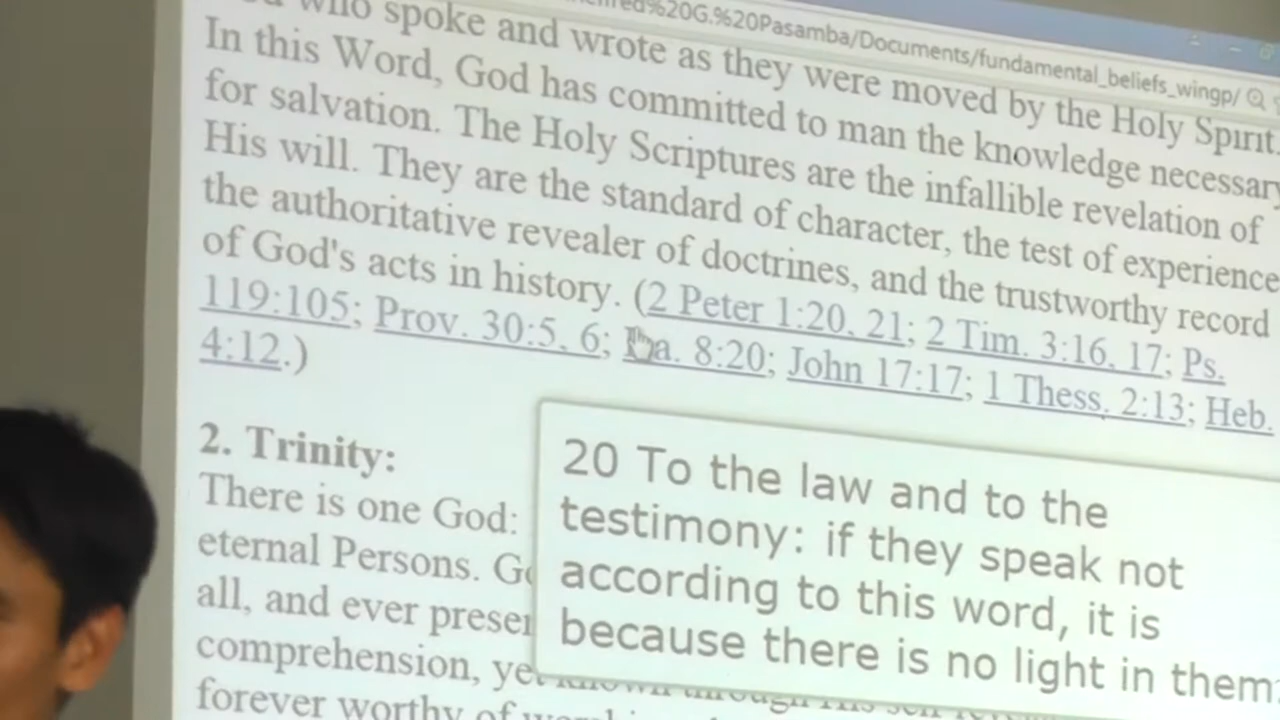 G.%20Pasamba/Documents/fundamental_beliefs_wingp/
who spoke and wrote as they were moved by the Holy Spirit.
In this Word, God has committed to man the knowledge necessary
for salvation. The Holy Scriptures are the infallible revelation of
His will. They are the standard of character, the test of experience
the authoritative revealer of doctrines, and the trustworthy record
of God's acts in history. (2 Peter 1:20, 21; 2 Tim. 3:16, 17; Ps.
119:105; Prov. 30:5, 6; 8:20; John 17:17; 1 Thess. 2:13; Heb.
4:12.)
2. Trinity:
There is one God:
eternal Persons.
all, and ever
comprehension,
forever worthy of
20 To the law and to the
testimony: if they speak not
according to this word, it is
because there is no light in them